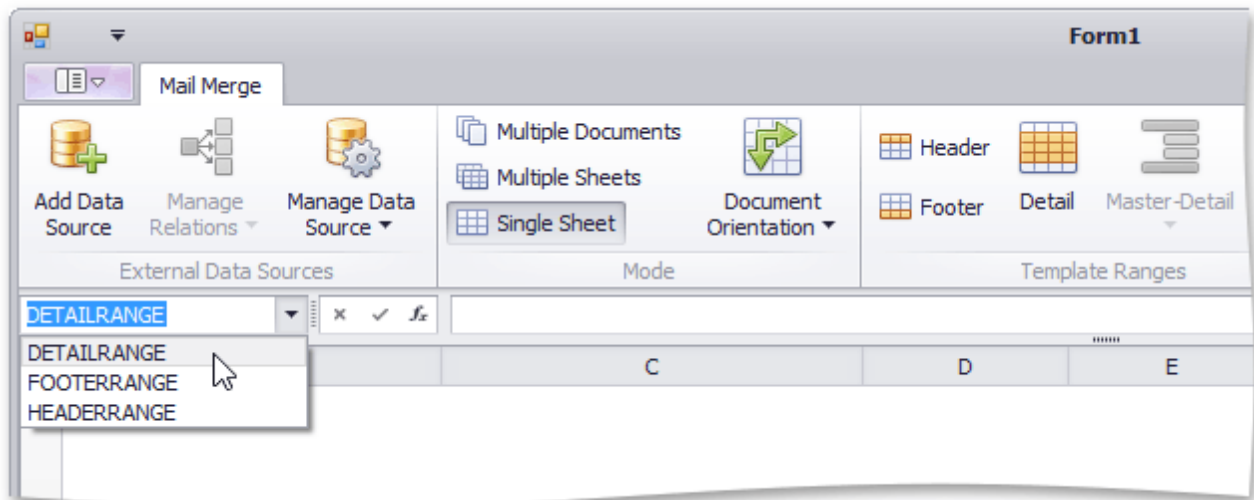 Form1
Mail Merge
Add Data
Source
Manage
Relations
Manage Data
Source
External Data Sources
Multiple Documents
Multiple Sheets
Single Sheet
Document
Orientation
Mode
Header
Footer
Detail
Master-Detail
Template Ranges
DETAILRANGE
fx
DETAILRANGE
FOOTERRANGE
HEADERRANGE
C
D
E